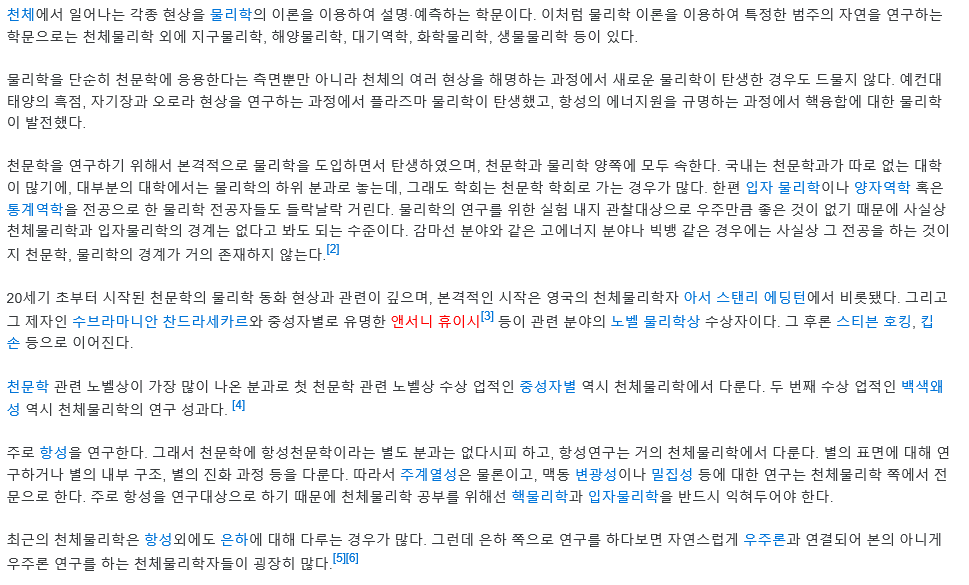 천체에서 일어나는 각종 현상을 물리학의 이론을 이용하여 설명·예측하는 학문이다. 이처럼 물리학 이론을 이용하여 특정한 범주의 자연을 연구하는
학문으로는 천체물리학 외에 지구물리학, 해양물리학, 대기역학, 화학물리학, 생물물리학 등이 있다.
물리학을 단순히 천문학에 응용한다는 측면뿐만 아니라 천체의 여러 현상을 해명하는 과정에서 새로운 물리학이 탄생한 경우도 드물지 않다. 예컨대
태양의 흑점, 자기장과 오로라 현상을 연구하는 과정에서 플라즈마 물리학이 탄생했고, 항성의 에너지원을 규명하는 과정에서 핵융합에 대한 물리학
이 발전했다.
천문학을 연구하기 위해서 본격적으로 물리학을 도입하면서 탄생하였으며, 천문학과 물리학 양쪽에 모두 속한다. 국내는 천문학과가 따로 없는 대학
이 많기에, 대부분의 대학에서는 물리학의 하위 분과로 놓는데, 그래도 학회는 천문학 학회로 가는 경우가 많다. 한편 입자 물리학이나 양자역학 혹은
통계역학을 전공으로 한 물리학 전공자들도 들락날락 거린다. 물리학의 연구를 위한 실험 내지 관찰대상으로 우주만큼 좋은 것이 없기 때문에 사실상
천체물리학과 입자물리학의 경계는 없다고 봐도 되는 수준이다. 감마선 분야와 같은 고에너지 분야나 빅뱅 같은 경우에는 사실상 그 전공을 하는 것이
지 천문학, 물리학의 경계가 거의 존재하지 않는다.[2]
20세기 초부터 시작된 천문학의 물리학 동화 현상과 관련이 깊으며, 본격적인 시작은 영국의 천체물리학자 아서 스탠리 에딩턴에서 비롯됐다. 그리고
그 제자인 수브라마니안 찬드라세카르와 중성자별로 유명한 앤서니 휴이시[3] 등이 관련 분야의 노벨 물리학상 수상자이다. 그 후론 스티븐 호킹, 킵
손 등으로 이어진다.
천문학 관련 노벨상이 가장 많이 나온 분과로 첫 천문학 관련 노벨상 수상 업적인 중성자별 역시 천체물리학에서 다룬다. 두 번째 수상 업적인 백색왜
성 역시 천체물리학의 연구 성과다. [4]
주로 항성을 연구한다. 그래서 천문학에 항성천문학이라는 별도 분과는 없다시피 하고, 항성연구는 거의 천체물리학에서 다룬다. 별의 표면에 대해 연
구하거나 별의 내부 구조, 별의 진화 과정 등을 다룬다. 따라서 주계열성은 물론이고, 맥동 변광성이나 밀집성 등에 대한 연구는 천체물리학 쪽에서 전
문으로 한다. 주로 항성을 연구대상으로 하기 때문에 천체물리학 공부를 위해선 핵물리학과 입자물리학을 반드시 익혀두어야 한다.
최근의 천체물리학은 항성외에도 은하에 대해 다루는 경우가 많다. 그런데 은하 쪽으로 연구를 하다보면 자연스럽게 우주론과 연결되어 본의 아니게
우주론 연구를 하는 천체물리학자들이 굉장히 많다.[5][6]